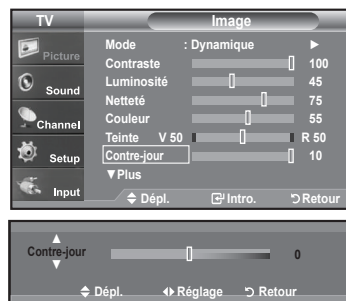 TV Image
Picture
Sound
Channel
Setup
Input
Mode : Dynamique ►
Contraste 100
Luminosité 45
Netteté 75
Couleur 55
Teinte V 50 R 50
Contre-jour 10
▼Plus
Dépl. Intro. Retour
Contre-jour 0
Dépl. Réglage Retour